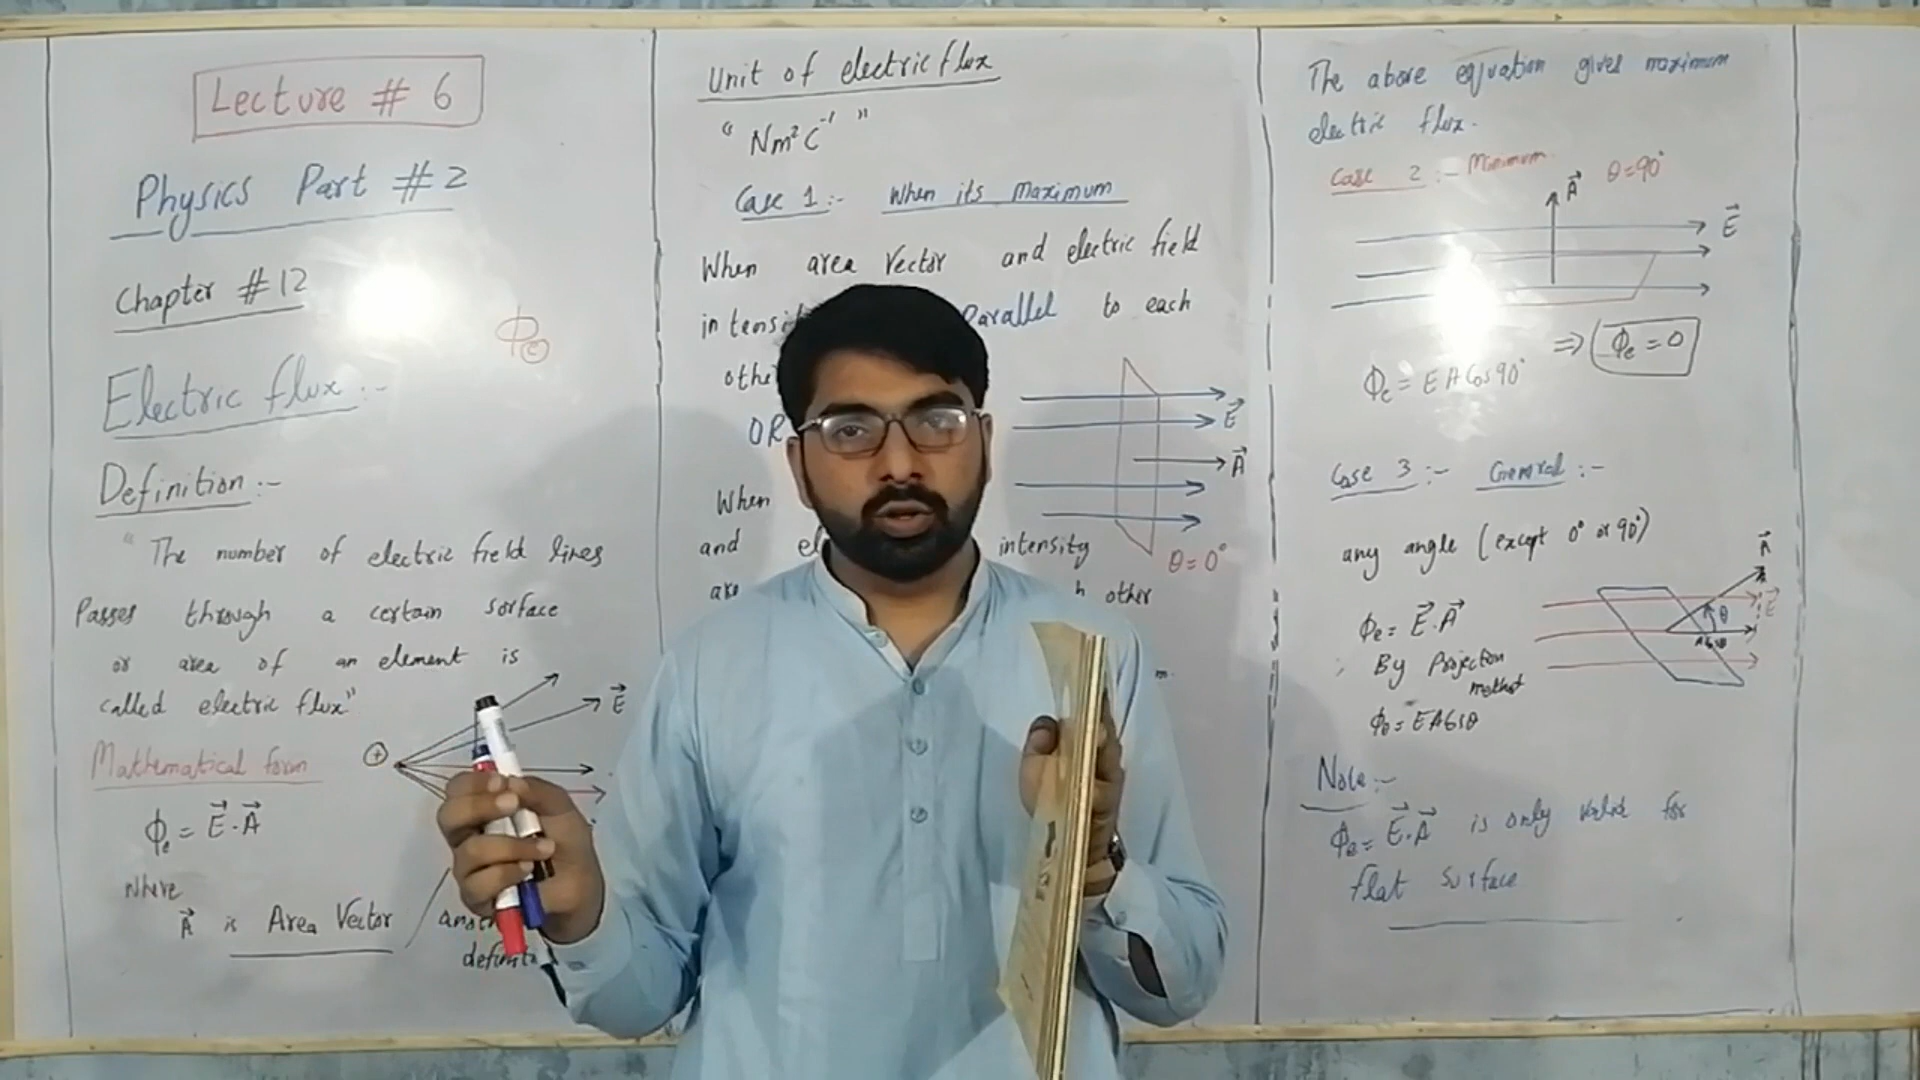 Lecture # 6
Physics Part # 2
Chapter # 12
Electric flux :-
ϕe
Definition :-
"The number of electric field lines
Passes through a certain surface
or area of an element is
called electric flux"
+
E⃗
Mathematical form
ϕe = E⃗ . A⃗
where
A⃗ is Area Vector
Unit of electric flux
" Nm² C⁻¹ "
Case 1 :- When its maximum
When area Vector and electric field
Parallel to each
OR
E⃗
A⃗
When
and intensity
θ = 0°
are other
The above equation gives maximum
electric flux.
Case 2 :- Minimum.
θ = 90°
A⃗
E⃗
ϕe = E A Cos 90° ⇒ ϕe = 0
Case 3 :- General :-
any angle (except 0° or 90°)
A⃗
E⃗
θ
A Cos θ
ϕe = E⃗ . A⃗
By Projection
method
ϕe = E A Cos θ
Note :-
ϕe = E⃗ . A⃗ is only valid for
flat surface